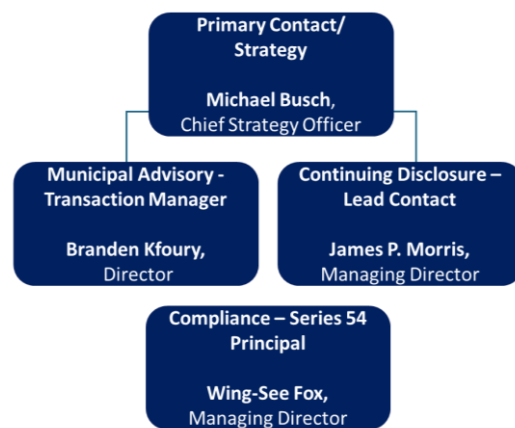 Primary Contact/
Strategy
Michael Busch,
Chief Strategy Officer
Municipal Advisory -
Transaction Manager
Branden Kfoury,
Director
Continuing Disclosure –
Lead Contact
James P. Morris,
Managing Director
Compliance – Series 54
Principal
Wing-See Fox,
Managing Director